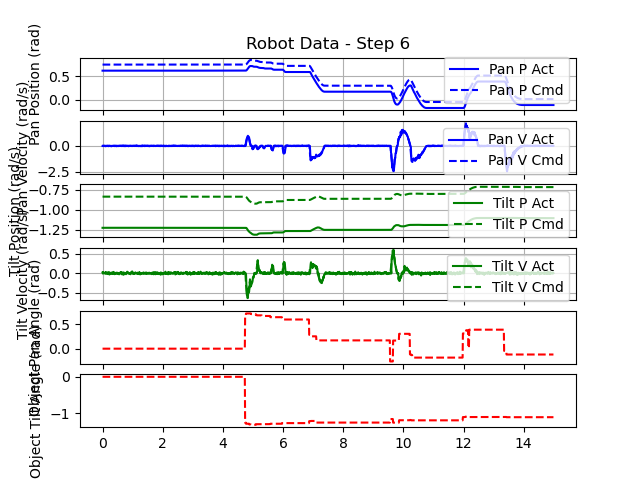 Robot Data - Step 6
Pan Position (rad)
0.5
0.0
Pan P Act
Pan P Cmd
Pan Velocity (rad/s)
0.0
−2.5
Pan V Act
Pan V Cmd
Tilt Position (rad)
−0.75
−1.00
−1.25
Tilt P Act
Tilt P Cmd
Tilt Velocity (rad/s)
0.5
0.0
−0.5
Tilt V Act
Tilt V Cmd
Object Pan Angle (rad)
0.5
0.0
Object Tilt Angle (rad)
0
−1
0 2 4 6 8 10 12 14